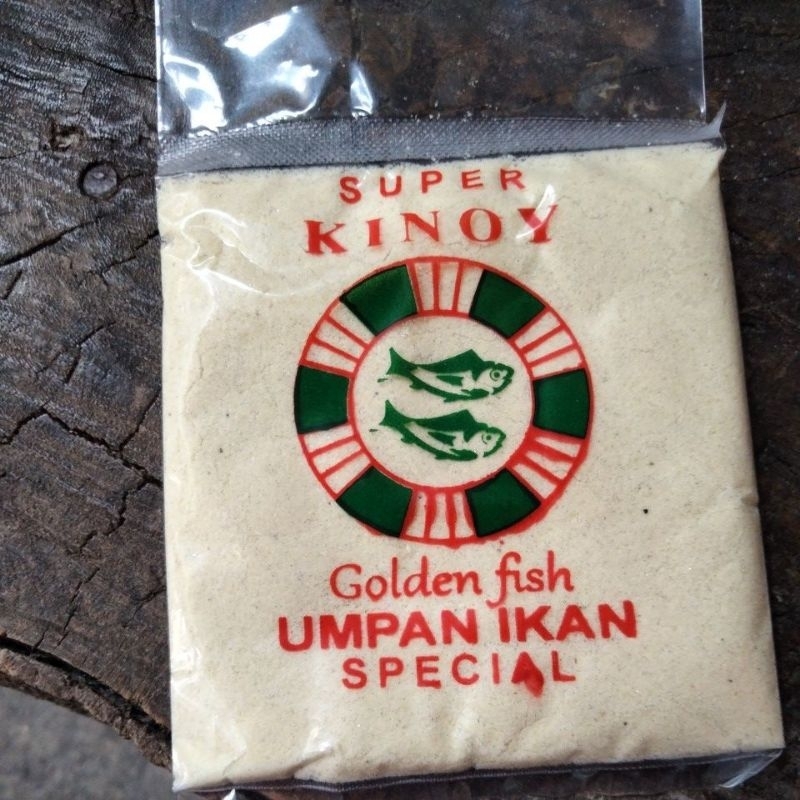 SUPER
KINOY
Golden fish
UMPAN IKAN
SPECIAL